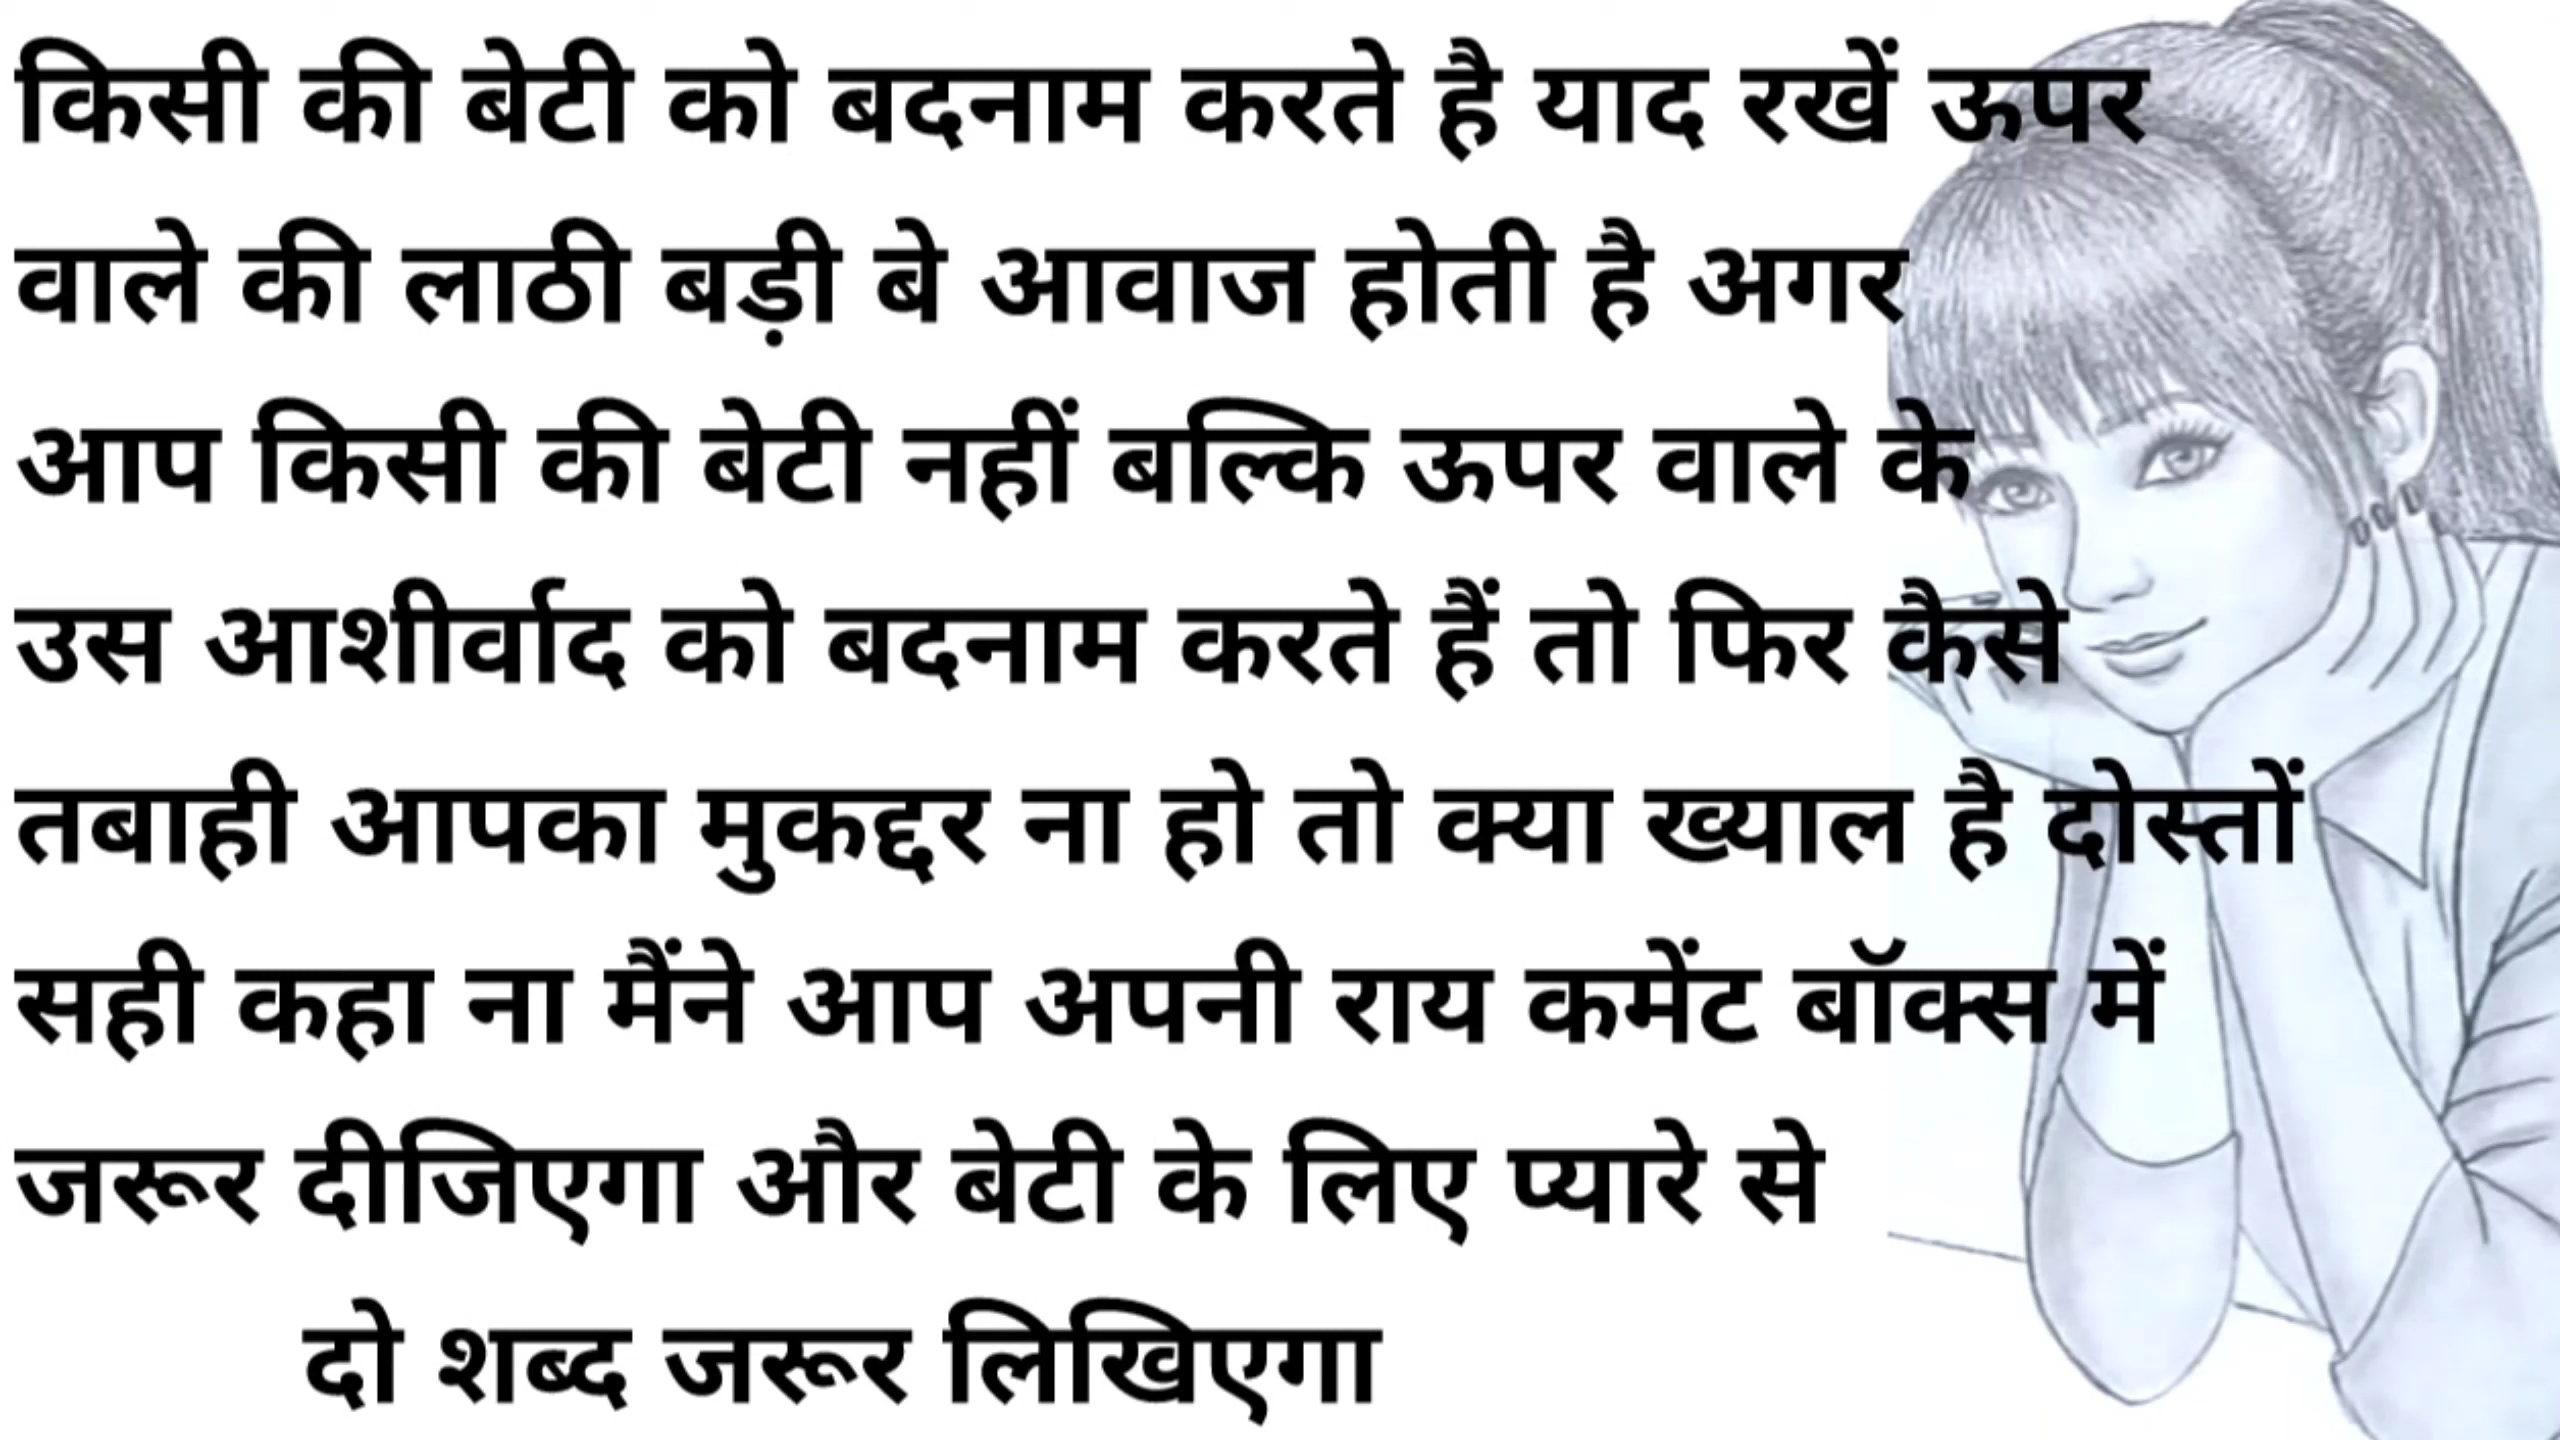 किसी की बेटी को बदनाम करते है याद रखें ऊपर
वाले की लाठी बड़ी बे आवाज होती है अगर
आप किसी की बेटी नहीं बल्कि ऊपर वाले के
उस आशीर्वाद को बदनाम करते हैं तो फिर कैसे
तबाही आपका मुकद्दर ना हो तो क्या ख्याल है दोस्तों
सही कहा ना मैंने आप अपनी राय कमेंट बॉक्स में
जरूर दीजिएगा और बेटी के लिए प्यारे से
दो शब्द जरूर लिखिएगा